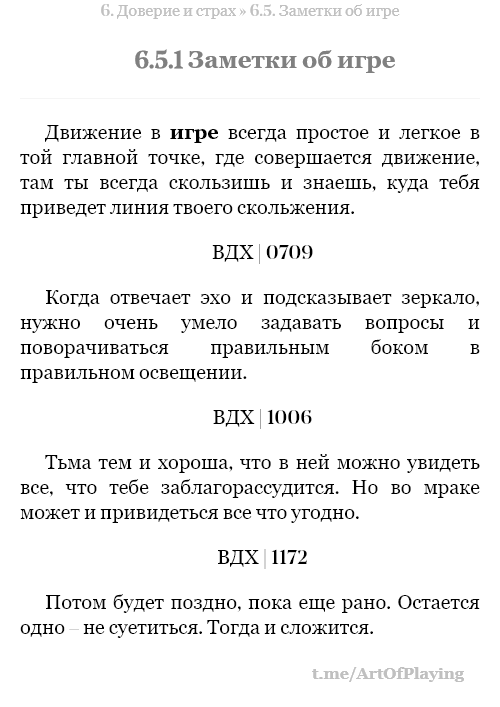 6. Доверие и страх » 6.5. Заметки об игре
6.5.1 Заметки об игре
Движение в игре всегда простое и легкое в
той главной точке, где совершается движение,
там ты всегда скользишь и знаешь, куда тебя
приведет линия твоего скольжения.
ВДХ | 0709
Когда отвечает эхо и подсказывает зеркало,
нужно очень умело задавать вопросы и
поворачиваться правильным боком в
правильном освещении.
ВДХ | 1006
Тьма тем и хороша, что в ней можно увидеть
все, что тебе заблагорассудится. Но во мраке
может и привидеться все что угодно.
ВДХ | 1172
Потом будет поздно, пока еще рано. Остается
одно – не суетиться. Тогда и сложится.
t.me/ArtOfPlaying